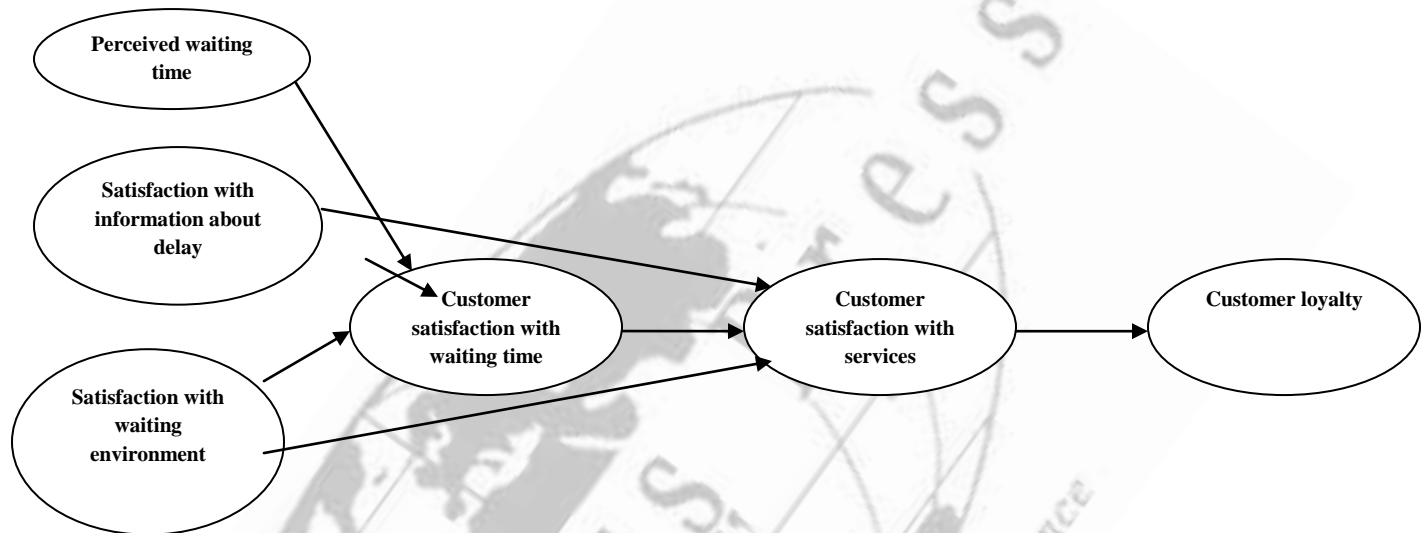 Perceived waiting
time
Satisfaction with
information about
delay
Customer
satisfaction with
waiting time
Customer
satisfaction with
services
Customer loyalty
Satisfaction with
waiting
environment